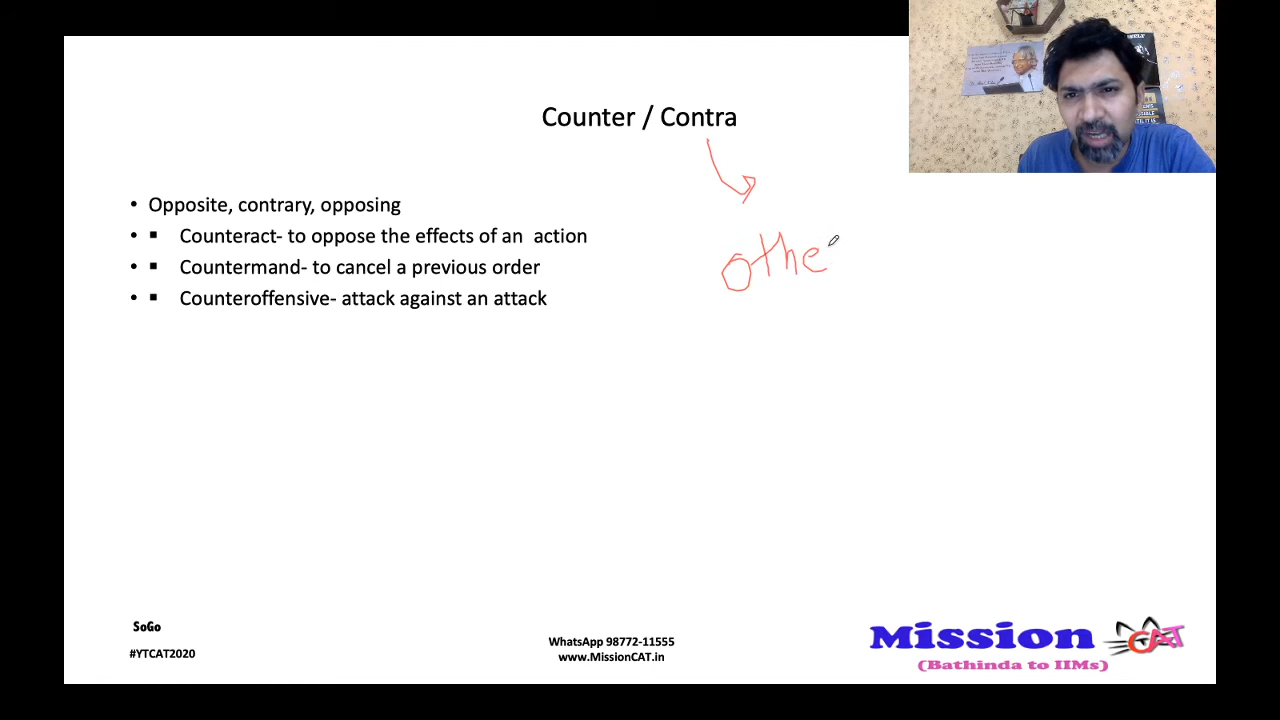 Counter / Contra
• Opposite, contrary, opposing
• ▪ Counteract- to oppose the effects of an action
• ▪ Countermand- to cancel a previous order
• ▪ Counteroffensive- attack against an attack
othe
SoGo
#YTCAT2020
WhatsApp 98772-11555
www.MissionCAT.in
Mission CAT
(Bathinda to IIMs)